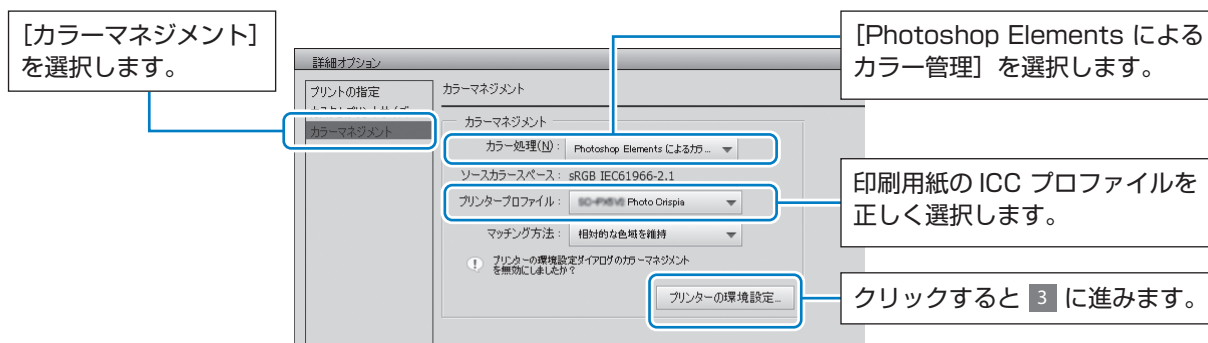 [カラーマネジメント]
を選択します。
[Photoshop Elements による
カラー管理］を選択します。
印刷用紙の ICC プロファイルを
正しく選択します。
クリックすると 3 に進みます。
詳細オプション
プリントの指定
カラーマネジメント
カラーマネジメント
カラーマネジメント
カラー処理(N)： Photoshop Elements によるカラ...
ソースカラースペース： sRGB IEC61966-2.1
プリンタープロファイル： Photo Crispia
マッチング方法： 相対的な色域を維持
プリンターの環境設定ダイアログのカラーマネジメント
を無効にしましたか？
プリンターの環境設定...